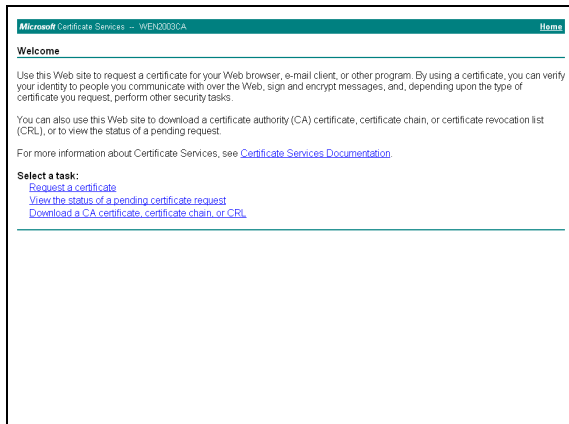 Microsoft Certificate Services -- WEN2003CA Home
Welcome
Use this Web site to request a certificate for your Web browser, e-mail client, or other program. By using a certificate, you can verify
your identity to people you communicate with over the Web, sign and encrypt messages, and, depending upon the type of
certificate you request, perform other security tasks.
You can also use this Web site to download a certificate authority (CA) certificate, certificate chain, or certificate revocation list
(CRL), or to view the status of a pending request.
For more information about Certificate Services, see Certificate Services Documentation.
Select a task:
Request a certificate
View the status of a pending certificate request
Download a CA certificate, certificate chain, or CRL